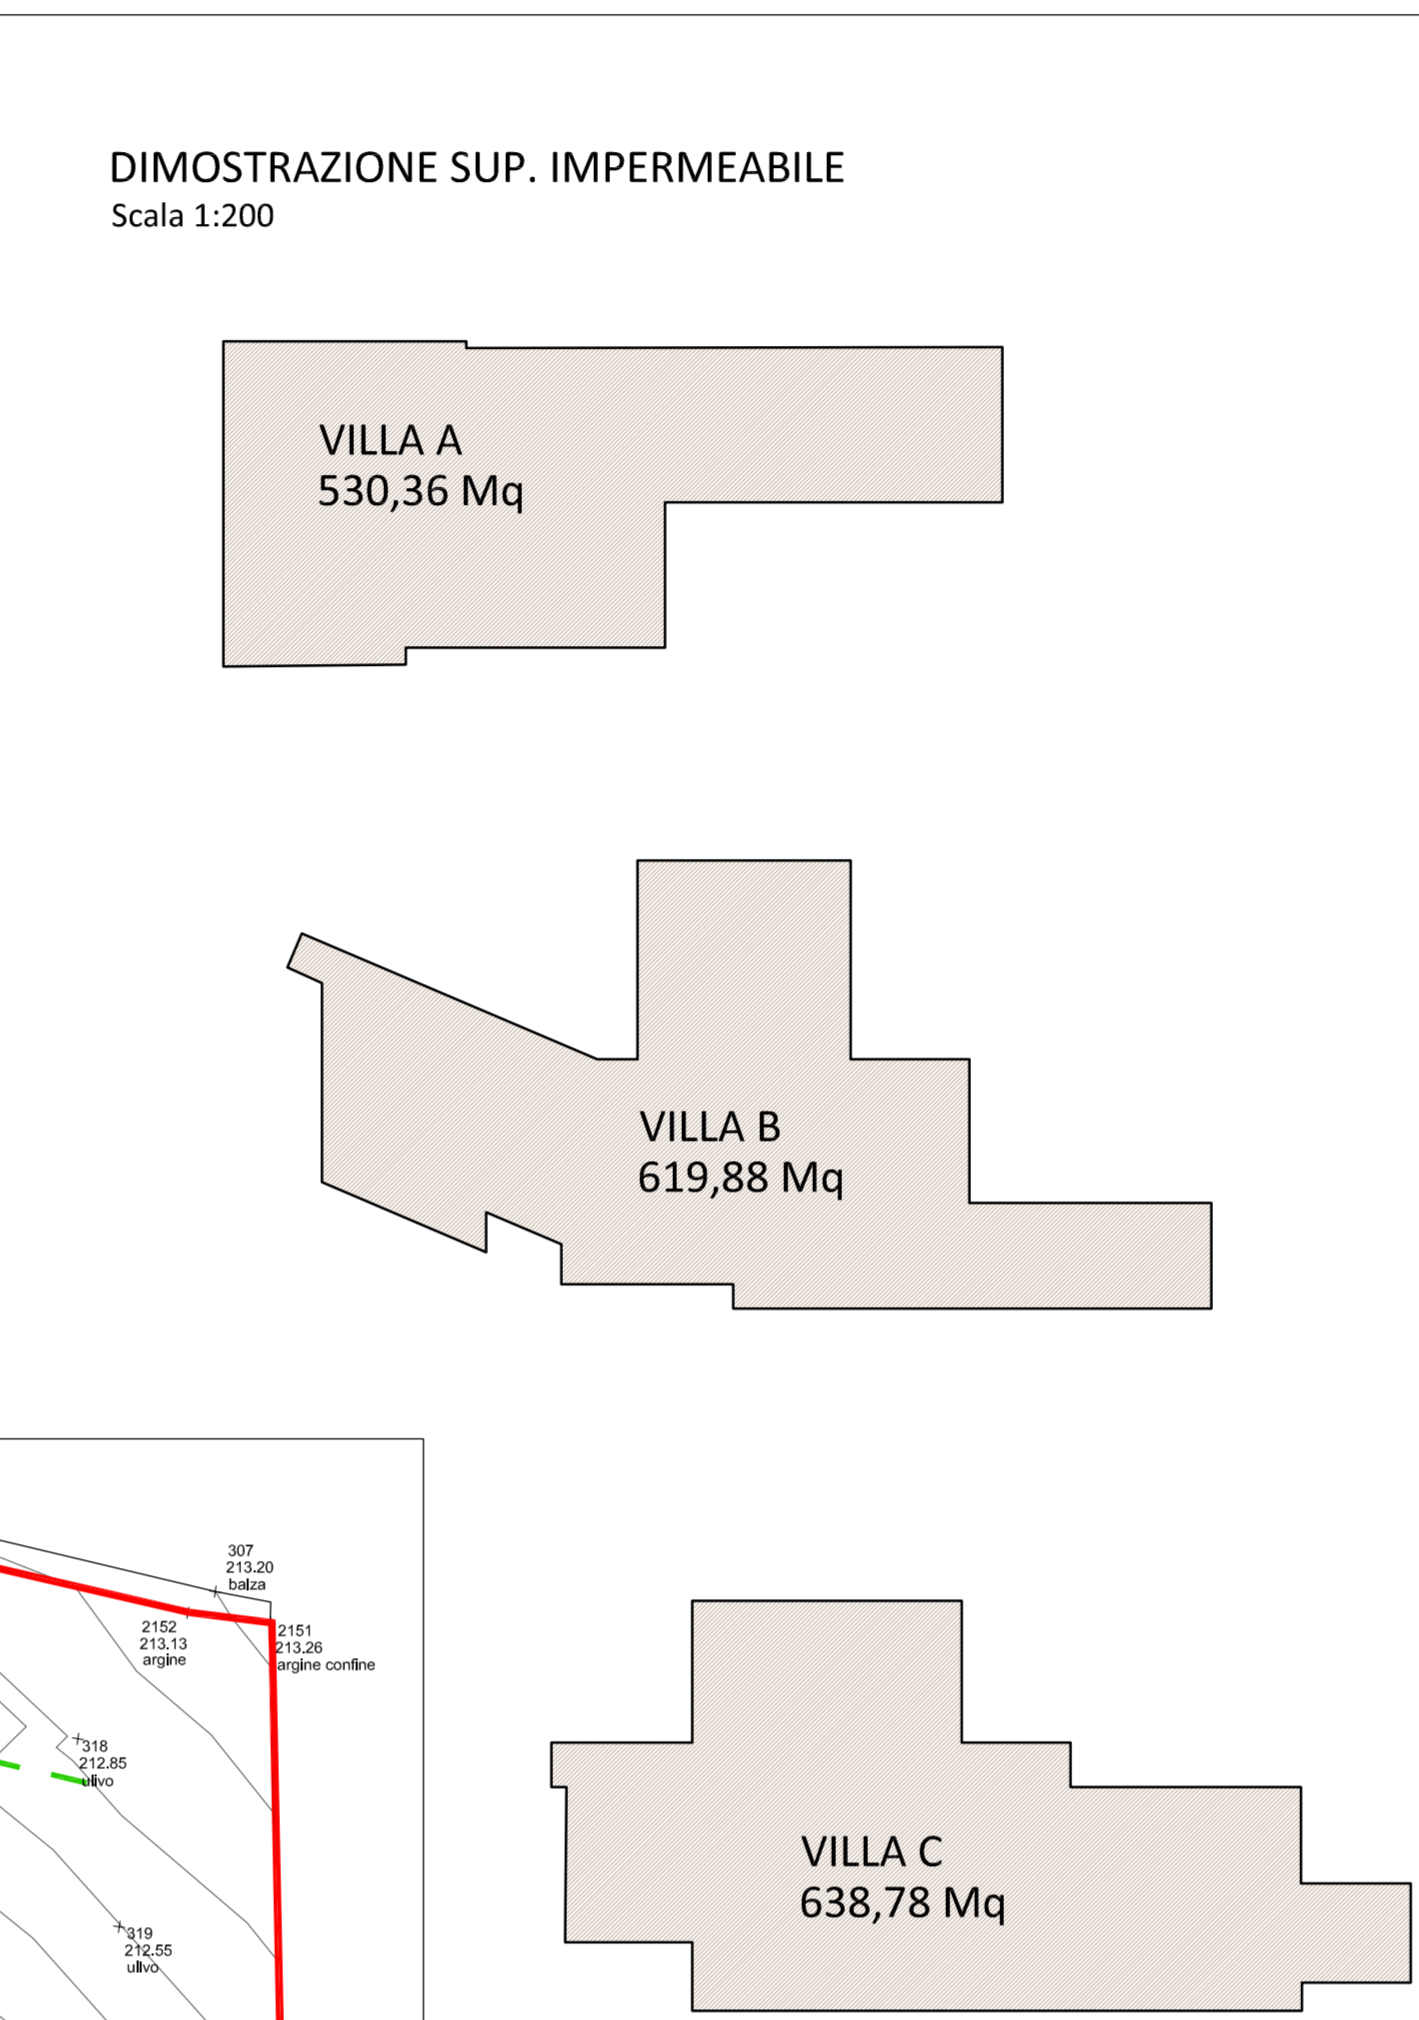 DIMOSTRAZIONE SUP. IMPERMEABILE
Scala 1:200
VILLA A
530,36 Mq
VILLA B
619,88 Mq
307
213.20
balza
2152
213.13
argine
2151
213.26
argine confine
318
212.85
ulivo
VILLA C
638,78 Mq
319
212.55
ulivo